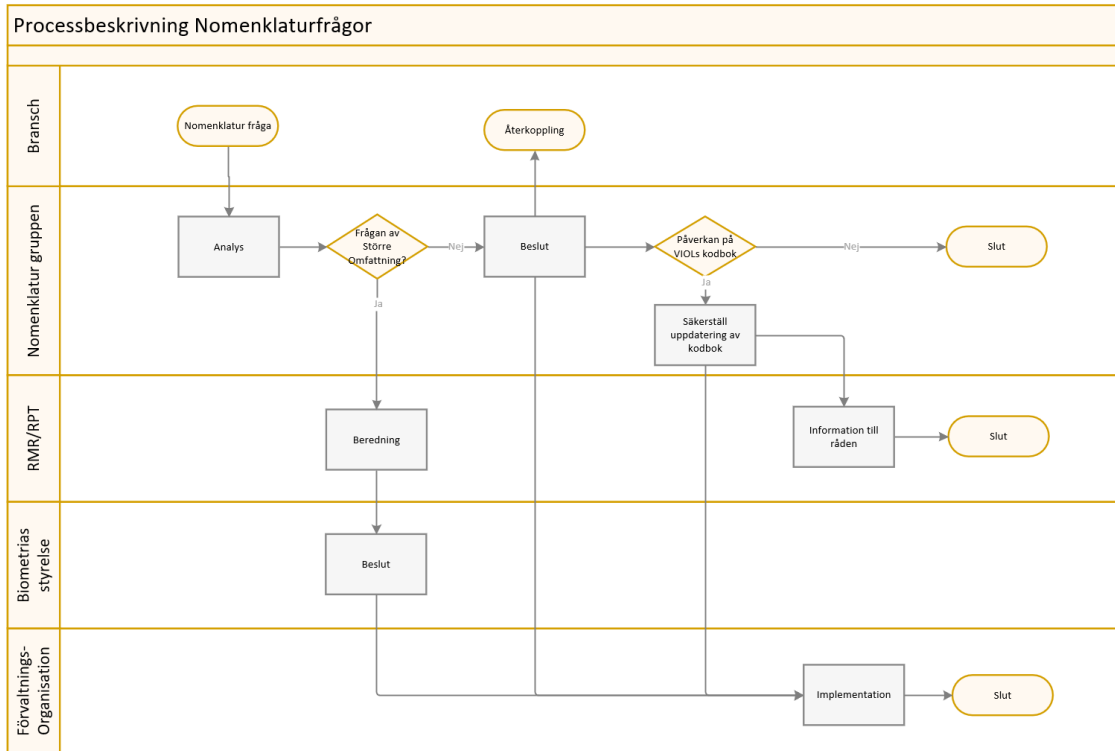 Processbeskrivning Nomenklaturfrågor
Bransch
Nomenklatur fråga
Återkoppling
Nomenklatur gruppen
Analys
Frågan av
Större
Omfattning?
Nej
Beslut
Påverkan på
VIOLs kodbok
Nej
Slut
Ja
Ja
Säkerställ
uppdatering av
kodbok
RMR/RPT
Beredning
Information till
råden
Slut
Biometrias
styrelse
Beslut
Förvaltnings-
Organisation
Implementation
Slut